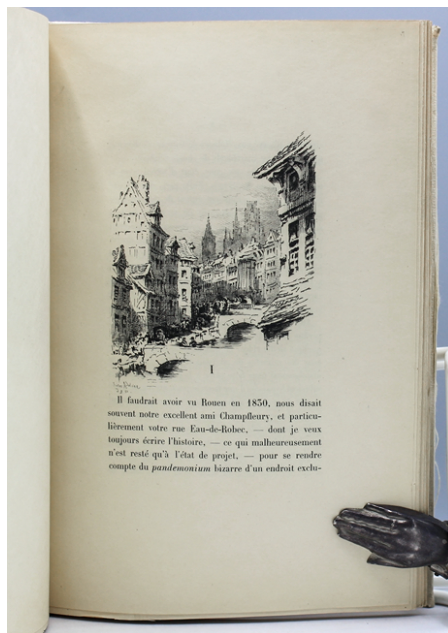 I
Il faudrait avoir vu Rouen en 1830, nous disait
souvent notre excellent ami Champfleury, et particu-
lièrement votre rue Eau-de-Robec, — dont je veux
toujours écrire l'histoire, — ce qui malheureusement
n'est resté qu'à l'état de projet, — pour se rendre
compte du pandemonium bizarre d'un endroit exclu-